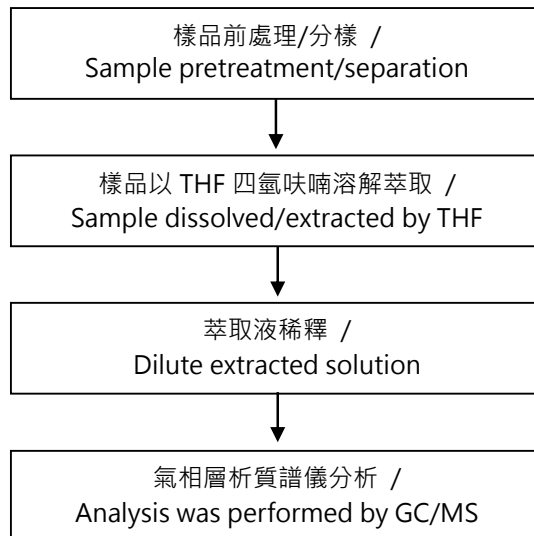 樣品前處理/分樣 /
Sample pretreatment/separation
樣品以 THF 四氫呋喃溶解萃取 /
Sample dissolved/extracted by THF
萃取液稀釋 /
Dilute extracted solution
氣相層析質譜儀分析 /
Analysis was performed by GC/MS